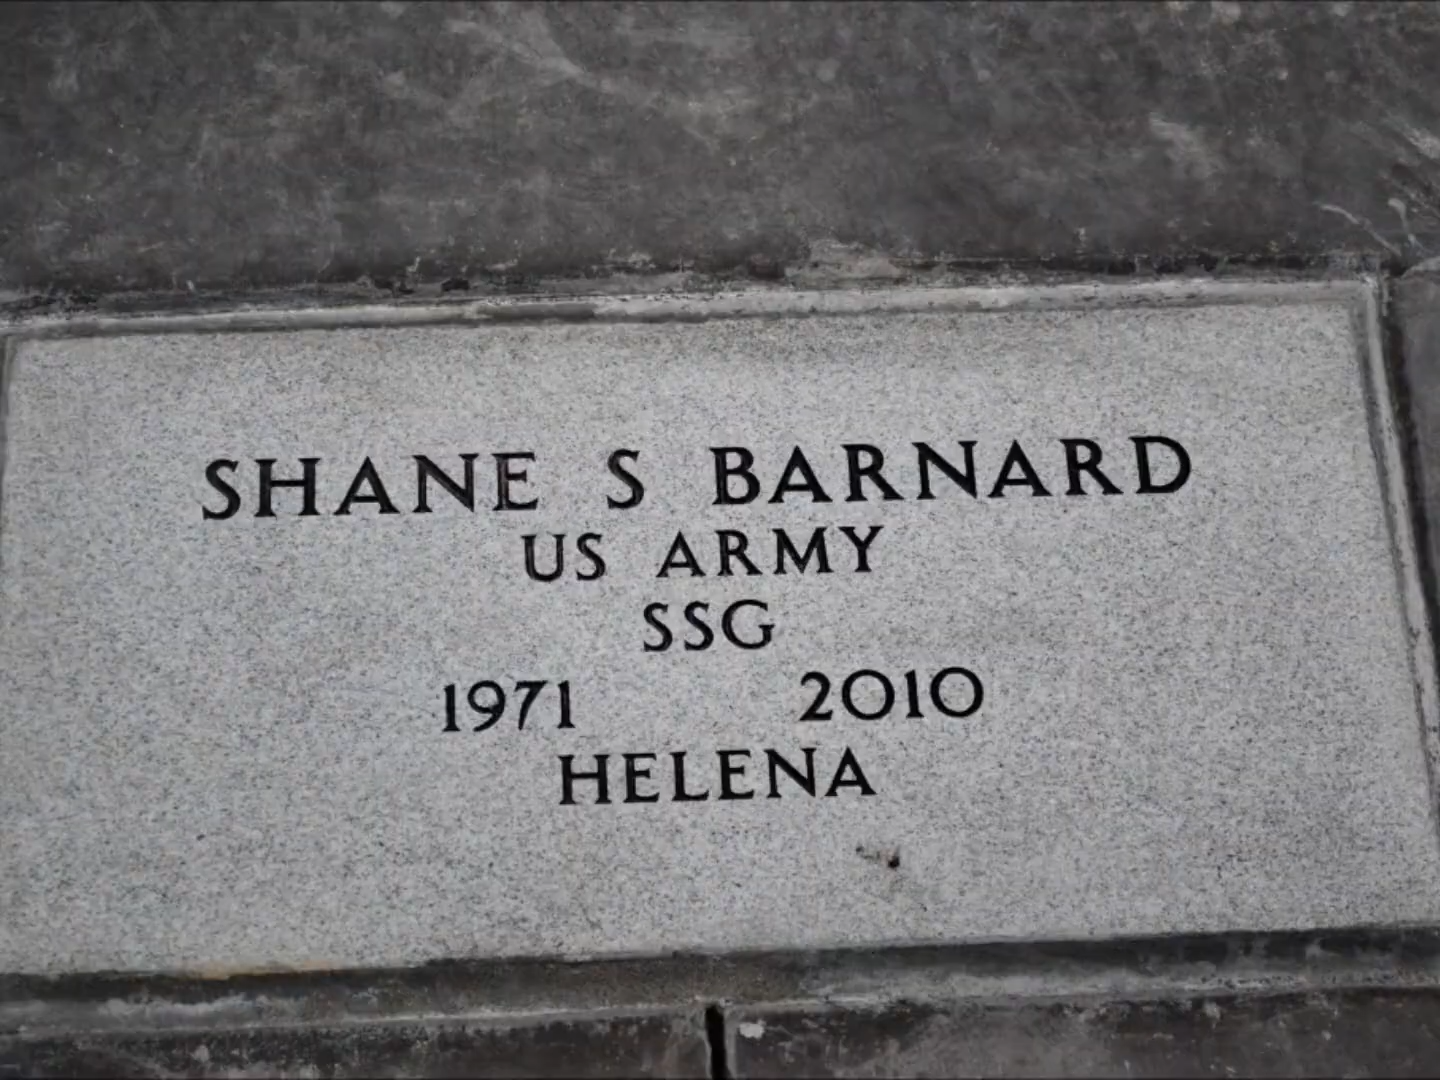 SHANE S BARNARD
US ARMY
SSG
1971 2010
HELENA